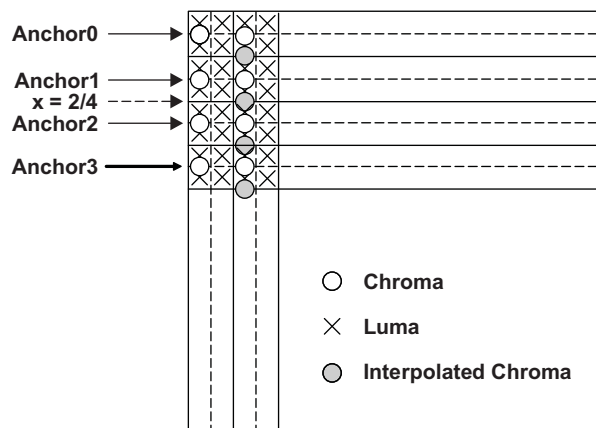 Anchor0
Anchor1
x = 2/4
Anchor2
Anchor3
Chroma
Luma
Interpolated Chroma